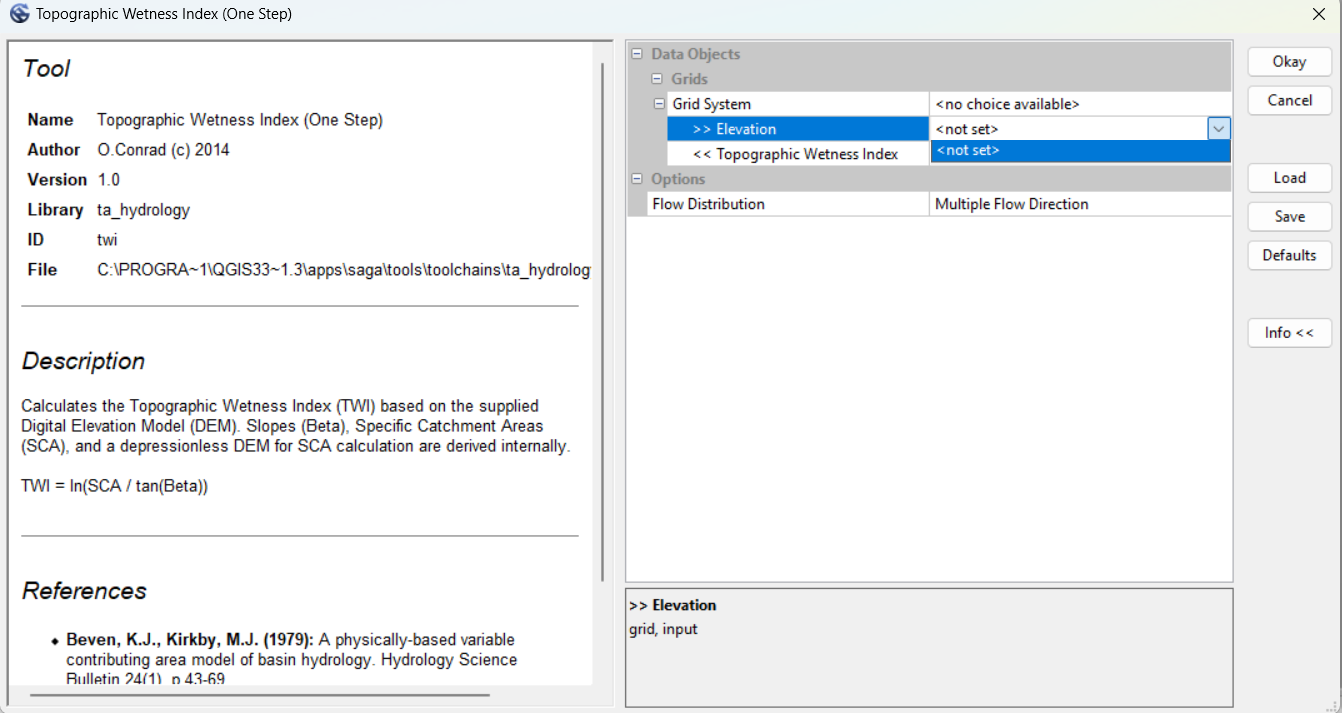 Topographic Wetness Index (One Step)
Tool
Name Topographic Wetness Index (One Step)
Author O.Conrad (c) 2014
Version 1.0
Library ta_hydrology
ID twi
File C:\PROGRA~1\QGIS33~1.3\apps\saga\tools\toolchains\ta_hydrology
Description
Calculates the Topographic Wetness Index (TWI) based on the supplied
Digital Elevation Model (DEM). Slopes (Beta), Specific Catchment Areas
(SCA), and a depressionless DEM for SCA calculation are derived internally.
TWI = ln(SCA / tan(Beta))
References
Beven, K.J., Kirkby, M.J. (1979): A physically-based variable
contributing area model of basin hydrology. Hydrology Science
Bulletin 24(1), p.43-69
Data Objects
Grids
Grid System <no choice available>
>> Elevation <not set>
<not set>
<< Topographic Wetness Index
Options
Flow Distribution Multiple Flow Direction
>> Elevation
grid, input
Okay
Cancel
Load
Save
Defaults
Info <<